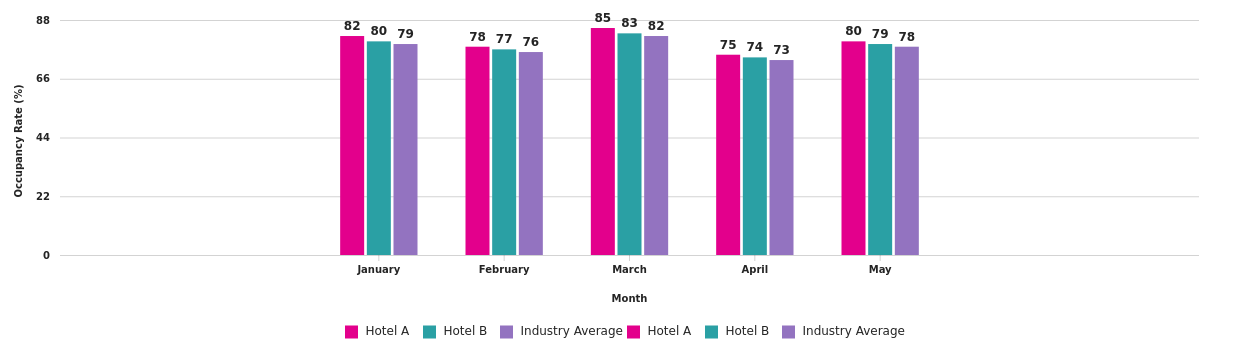 88
66
44
22
0
Occupancy Rate (%)
82 80 79
78 77 76
85 83 82
75 74 73
80 79 78
January February March April May
Month
Hotel A Hotel B Industry Average Hotel A Hotel B Industry Average